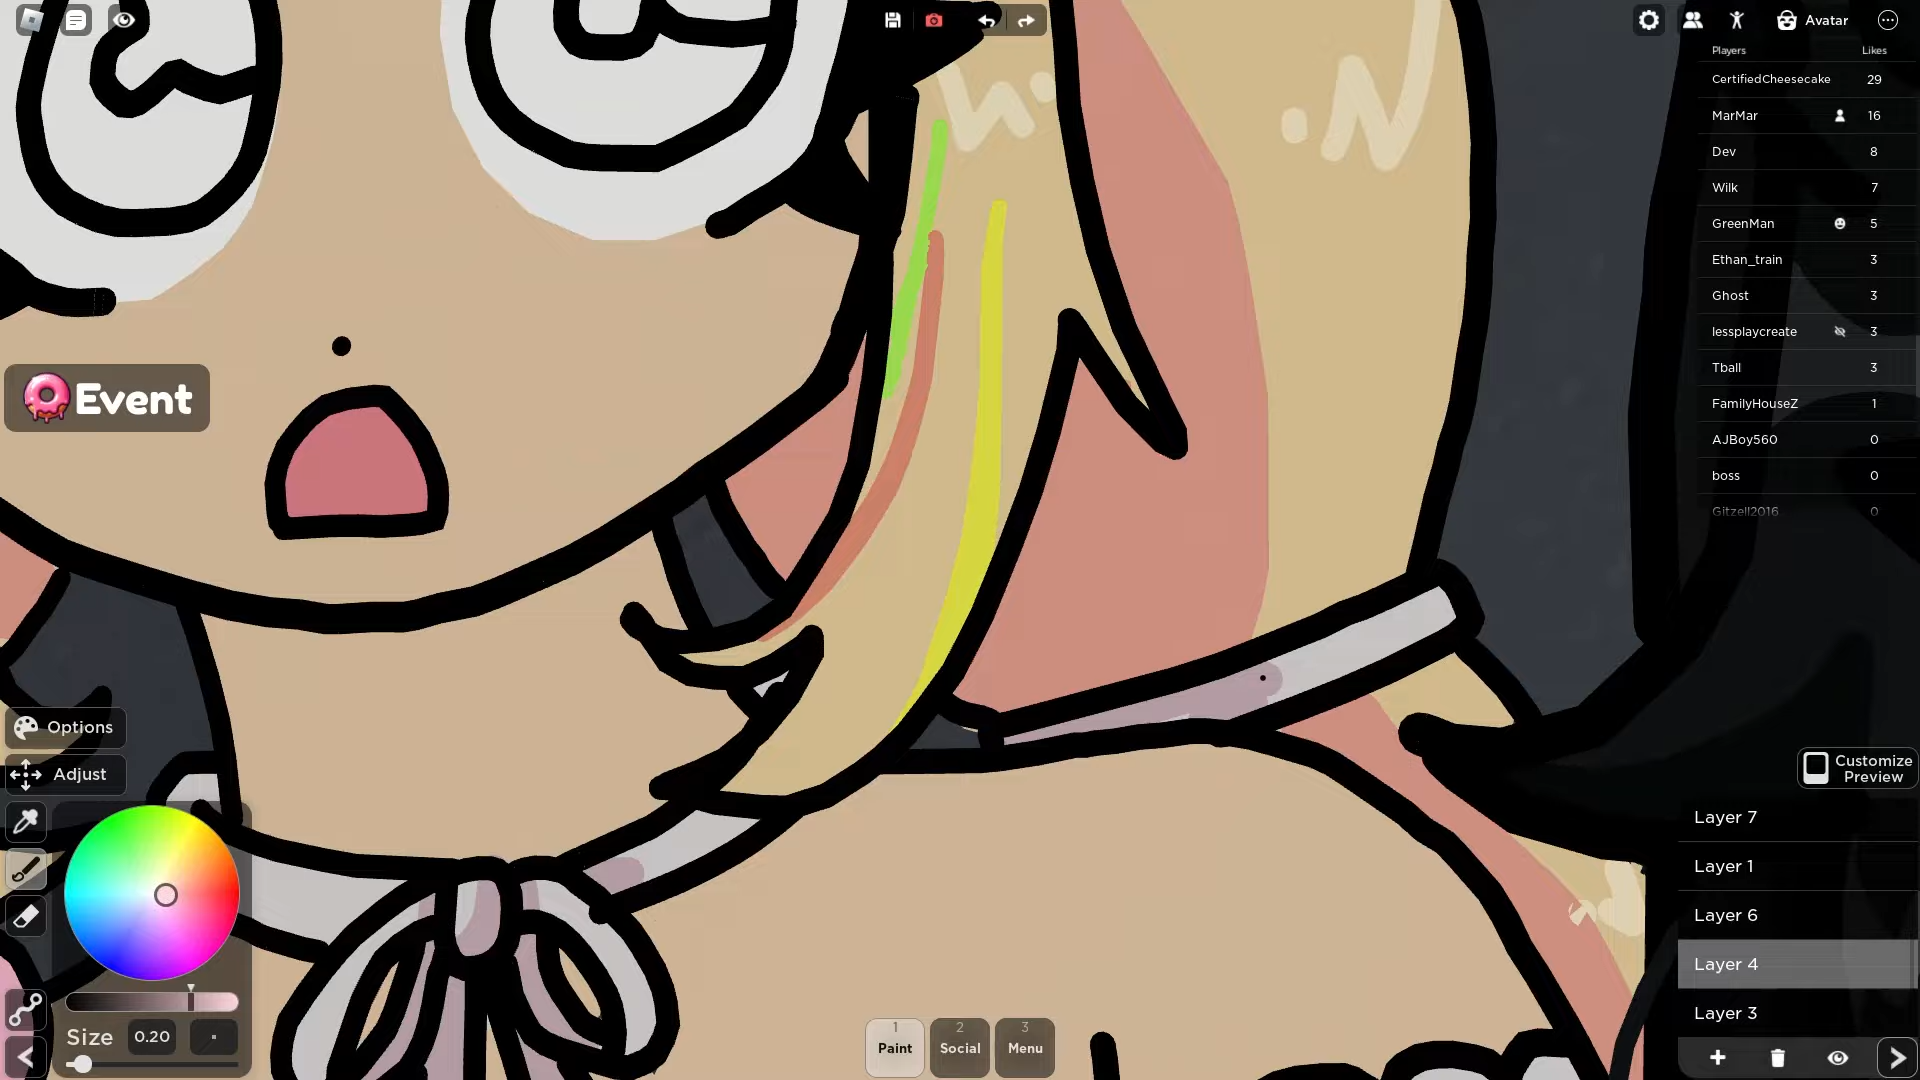 Avatar
Players Likes
CertifiedCheesecake 29
MarMar 16
Dev 8
Wilk 7
GreenMan 5
Ethan_train 3
Ghost 3
lessplaycreate 3
Tball 3
FamilyHouseZ 1
AJBoy560 0
boss 0
Gitzell2016 0
Event
Options
Adjust
Customize
Preview
Layer 7
Layer 1
Layer 6
Layer 4
Layer 3
Size 0.20
1 2 3
Paint Social Menu